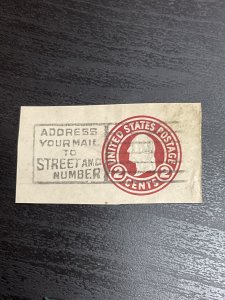 ADDRESS
YOUR MAIL
TO
STREET AND
NUMBER
UNITED STATES POSTAGE
2 CENTS 2